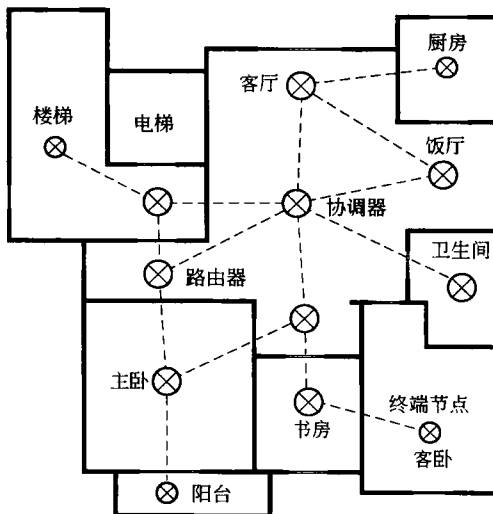 厨房
客厅
楼梯
电梯
饭厅
协调器
卫生间
路由器
主卧
终端节点
书房
客卧
阳台